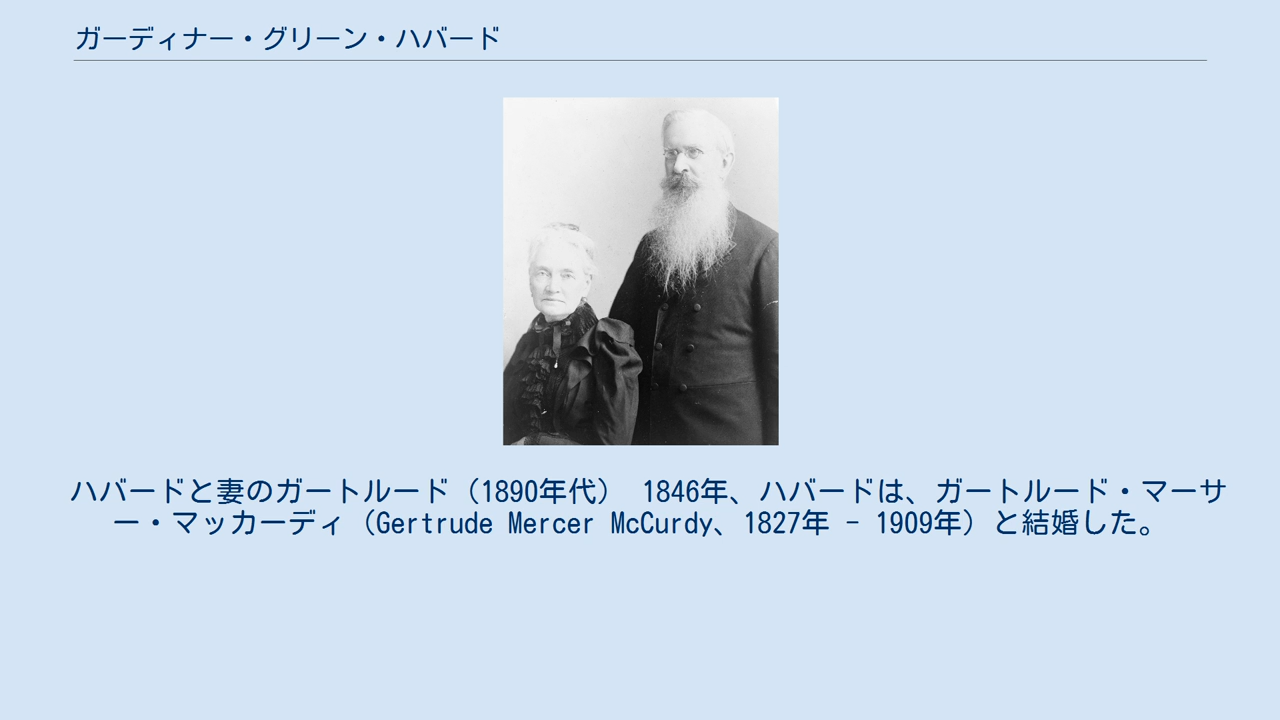 ガーディナー・グリーン・ハバード
ハバードと妻のガートルード（1890年代） 1846年、ハバードは、ガートルード・マーサ
ー・マッカーディ（Gertrude Mercer McCurdy、1827年 - 1909年）と結婚した。